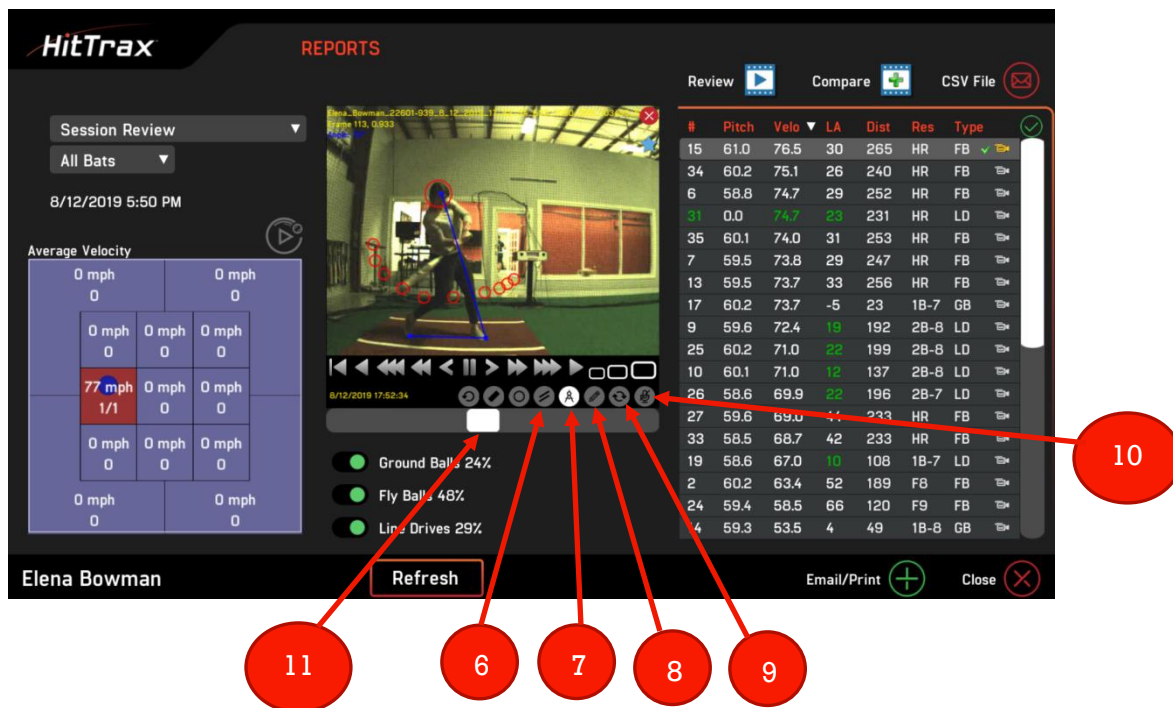 HitTrax
REPORTS
Review
Compare
CSV File
Session Review
All Bats
8/12/2019 5:50 PM
Average Velocity
0 mph 0 mph
0 0
0 mph 0 mph 0 mph
0 0 0
77 mph 0 mph 0 mph
1/1 0 0
0 mph 0 mph 0 mph
0 0 0
0 mph 0 mph
0 0
Frame 113, 0.933
8/12/2019 17:52:34
Ground Balls 24%
Fly Balls 48%
Line Drives 29%
# Pitch Velo LA Dist Res Type
15 61.0 76.5 30 265 HR FB
34 60.2 75.1 26 240 HR FB
6 58.8 74.7 29 252 HR FB
31 0.0 74.7 23 231 HR LD
35 60.1 74.0 31 253 HR FB
7 59.5 73.8 29 247 HR FB
13 59.5 73.7 33 256 HR FB
17 60.2 73.7 -5 23 1B-7 GB
9 59.6 72.4 19 192 2B-8 LD
25 60.2 71.0 22 199 2B-8 LD
10 60.1 71.0 12 137 2B-8 LD
26 58.6 69.9 22 196 2B-7 LD
27 59.6 69.0 233 HR FB
33 58.5 68.7 42 233 HR FB
19 58.6 67.0 10 108 1B-7 LD
2 60.2 63.4 52 189 F8 FB
24 59.4 58.5 66 120 F9 FB
59.3 53.5 4 49 1B-8 GB
Elena Bowman
Refresh
Email/Print
Close
10
11
6
7
8
9